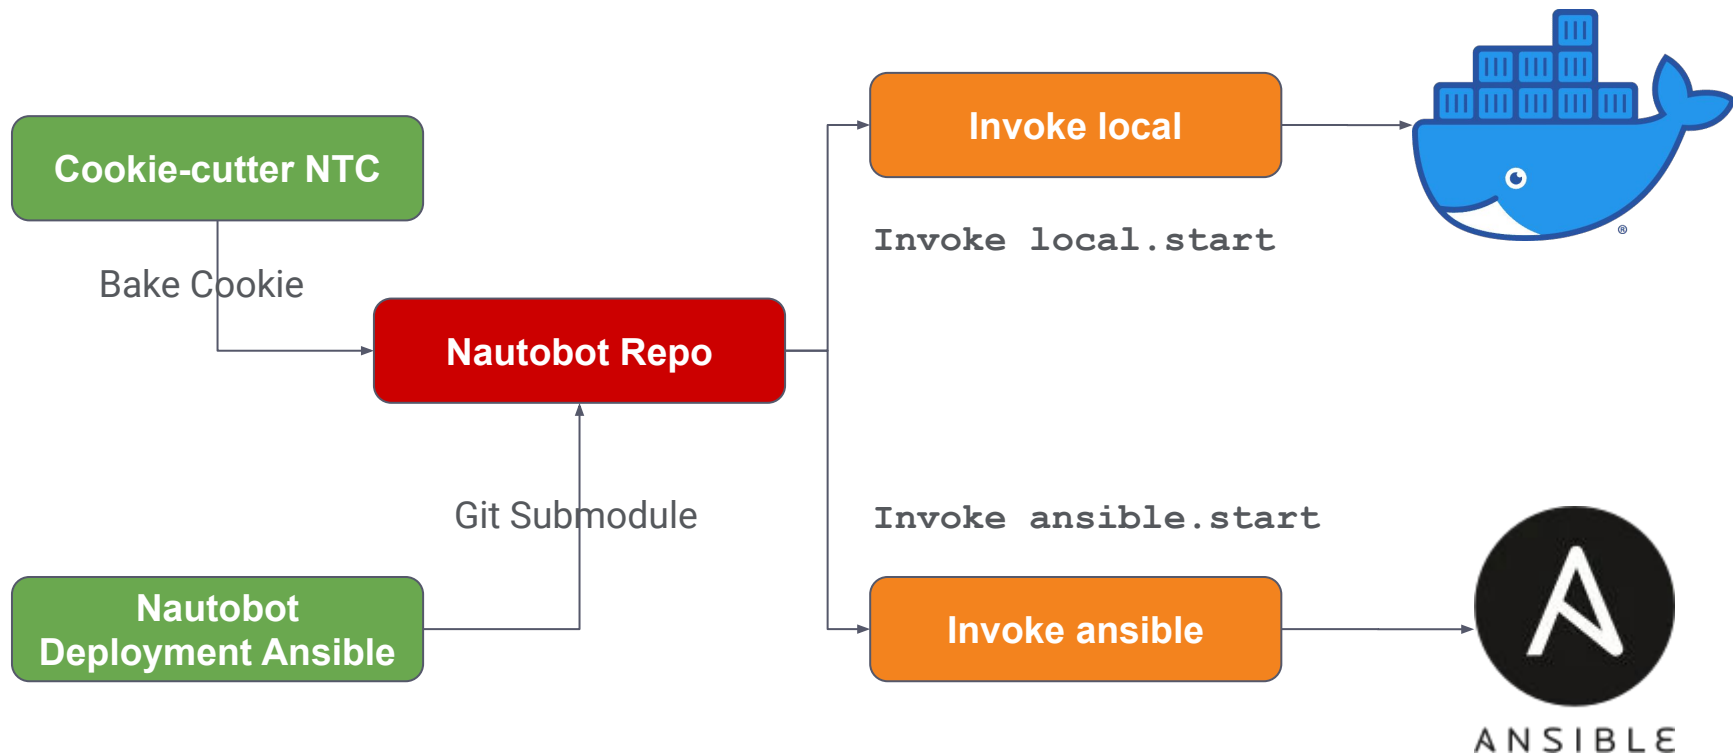 Cookie-cutter NTC
Bake Cookie
Nautobot Repo
Git Submodule
Nautobot
Deployment Ansible
Invoke local
Invoke local.start
®
Invoke ansible.start
Invoke ansible
ANSIBLE